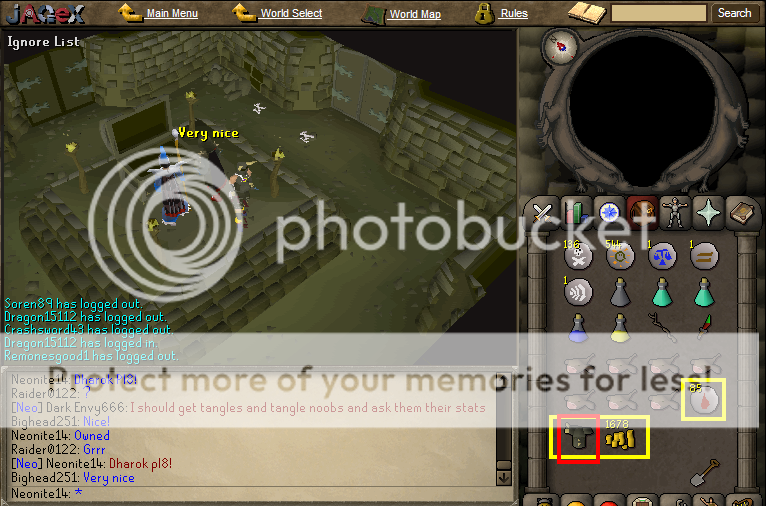 JAGEX
Main Menu
World Select
World Map
Rules
Search
Ignore List
Very nice
photobucket
Protect more of your memories for less!
Soren89 has logged out.
Dragon15112 has logged out.
Crashsword43 has logged out.
Dragon15112 has logged in.
Remonesgood1 has logged out.
Neonite14: Dharok pl8!
Raider0122: ?
[Neo] Dark Envy666: I should get tangles and tangle noobs and ask them their stats
Bighead251: Nice!
Neonite14: Owned
Raider0122: Grrr
[Neo] Neonite14: Dharok pl8!
Bighead251: Very nice
Neonite14: *
136
544
1
1
1
85
1678